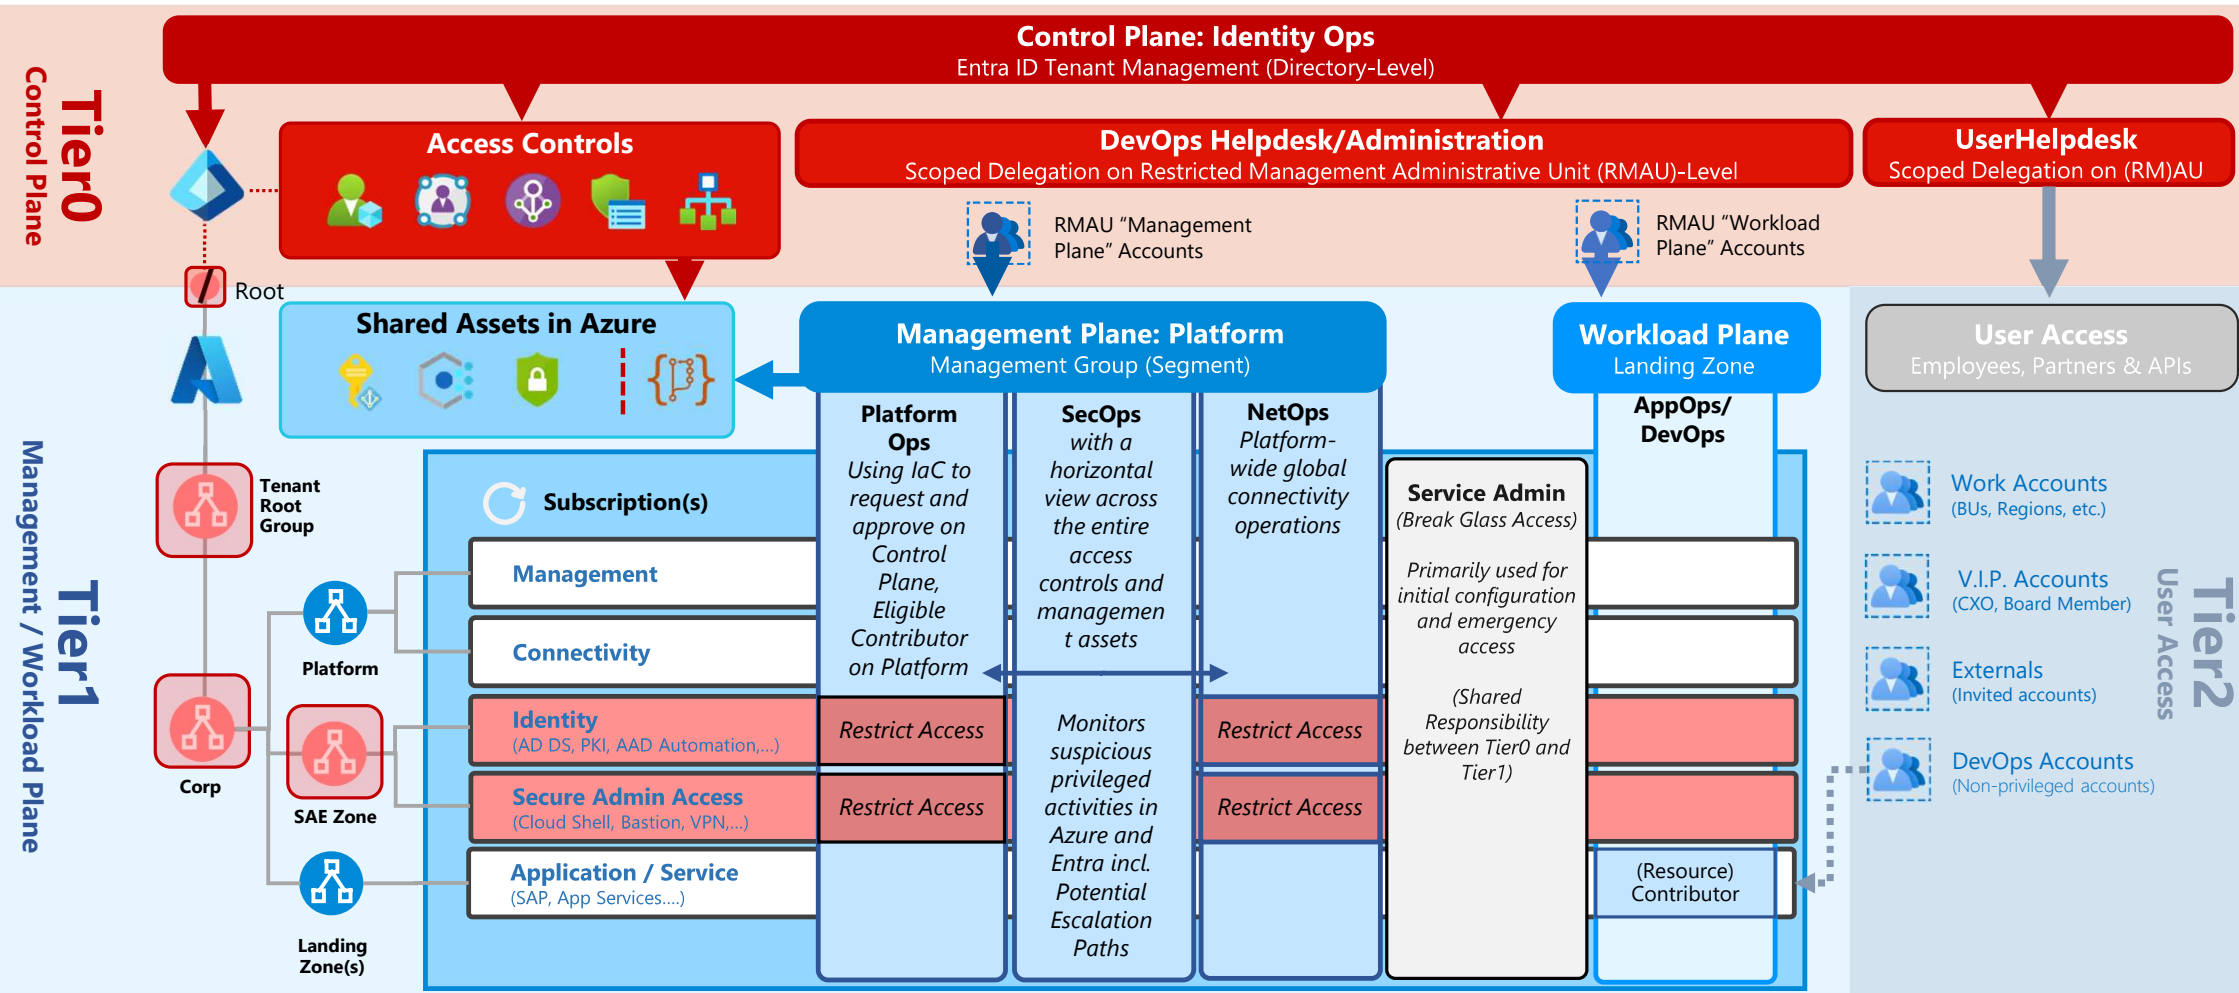 Control Plane: Identity Ops
Entra ID Tenant Management (Directory-Level)
Tier0
Control Plane
Access Controls
DevOps Helpdesk/Administration
Scoped Delegation on Restricted Management Administrative Unit (RMAU)-Level
UserHelpdesk
Scoped Delegation on (RM)AU
RMAU “Management
Plane” Accounts
RMAU “Workload
Plane” Accounts
Root
Shared Assets in Azure
Management Plane: Platform
Management Group (Segment)
Workload Plane
Landing Zone
User Access
Employees, Partners & APIs
Tier1
Management / Workload Plane
Tenant
Root
Group
Platform
Corp
SAE Zone
Landing
Zone(s)
Subscription(s)
Management
Connectivity
Identity
(AD DS, PKI, AAD Automation,...)
Secure Admin Access
(Cloud Shell, Bastion, VPN,...)
Application / Service
(SAP, App Services....)
Platform
Ops
Using IaC to
request and
approve on
Control
Plane,
Eligible
Contributor
on Platform
Restrict Access
Restrict Access
SecOps
with a
horizontal
view across
the entire
access
controls and
managemen
t assets
Monitors
suspicious
privileged
activities in
Azure and
Entra incl.
Potential
Escalation
Paths
NetOps
Platform-
wide global
connectivity
operations
Restrict Access
Restrict Access
Service Admin
(Break Glass Access)
Primarily used for
initial configuration
and emergency
access
(Shared
Responsibility
between Tier0 and
Tier1)
AppOps/
DevOps
(Resource)
Contributor
Work Accounts
(BUs, Regions, etc.)
V.I.P. Accounts
(CXO, Board Member)
Externals
(Invited accounts)
DevOps Accounts
(Non-privileged accounts)
Tier2
User Access